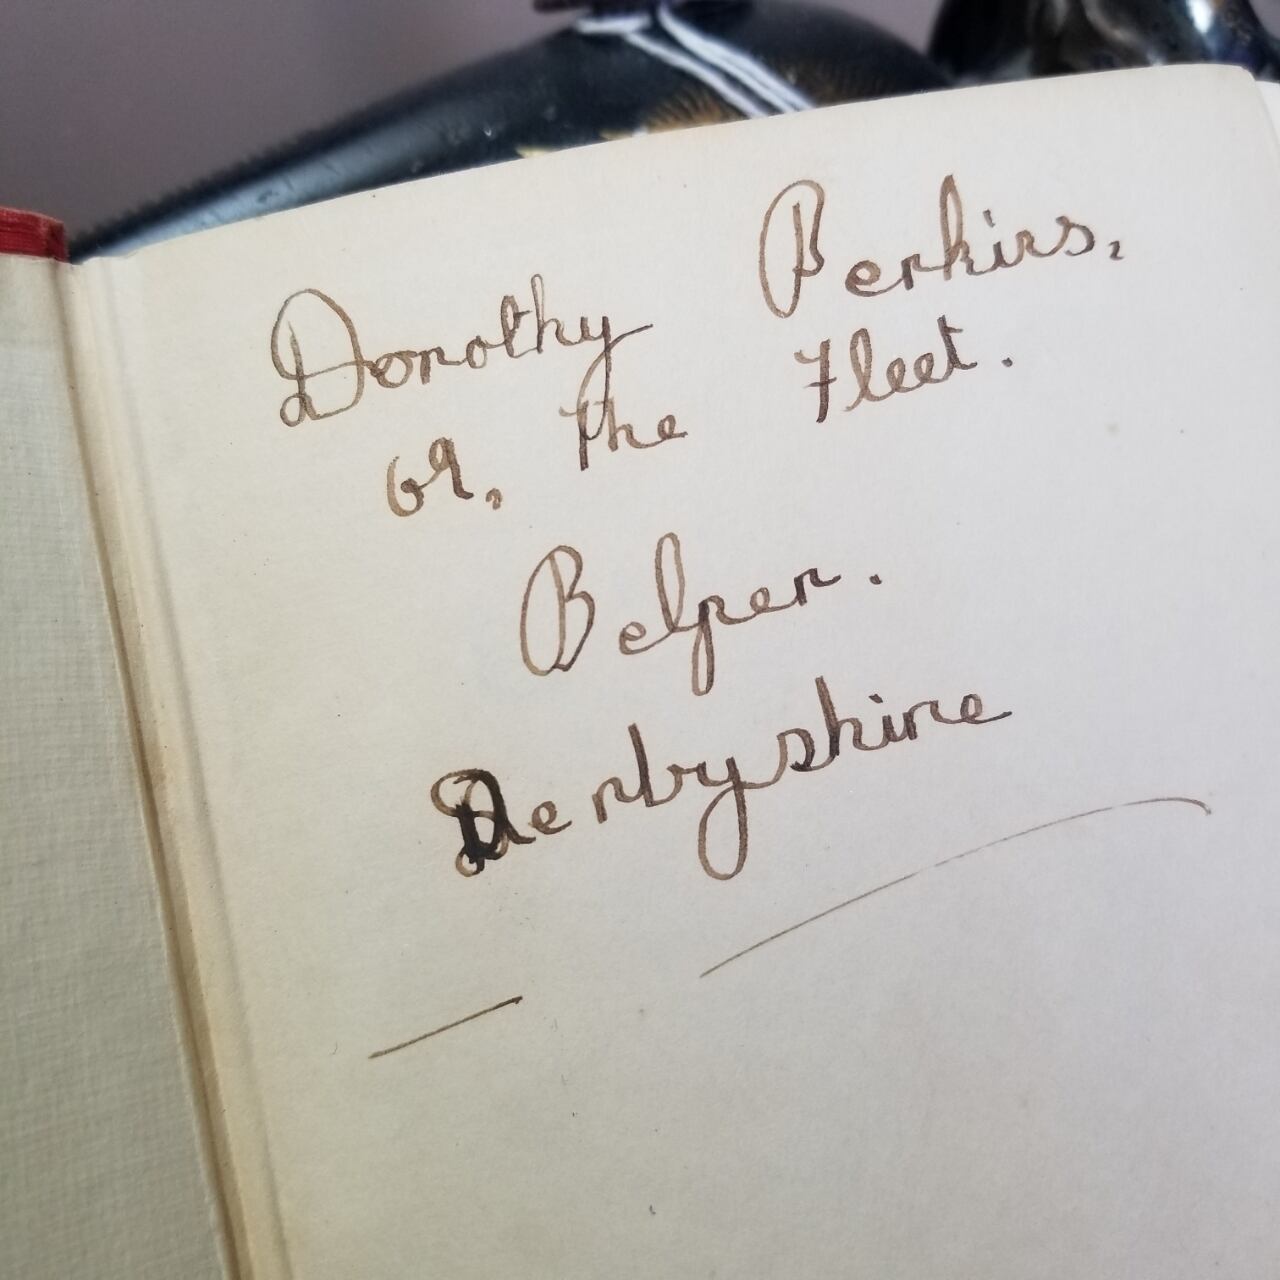 Dorothy Perkins,
69, The Fleet.
Belper.
Derbyshire